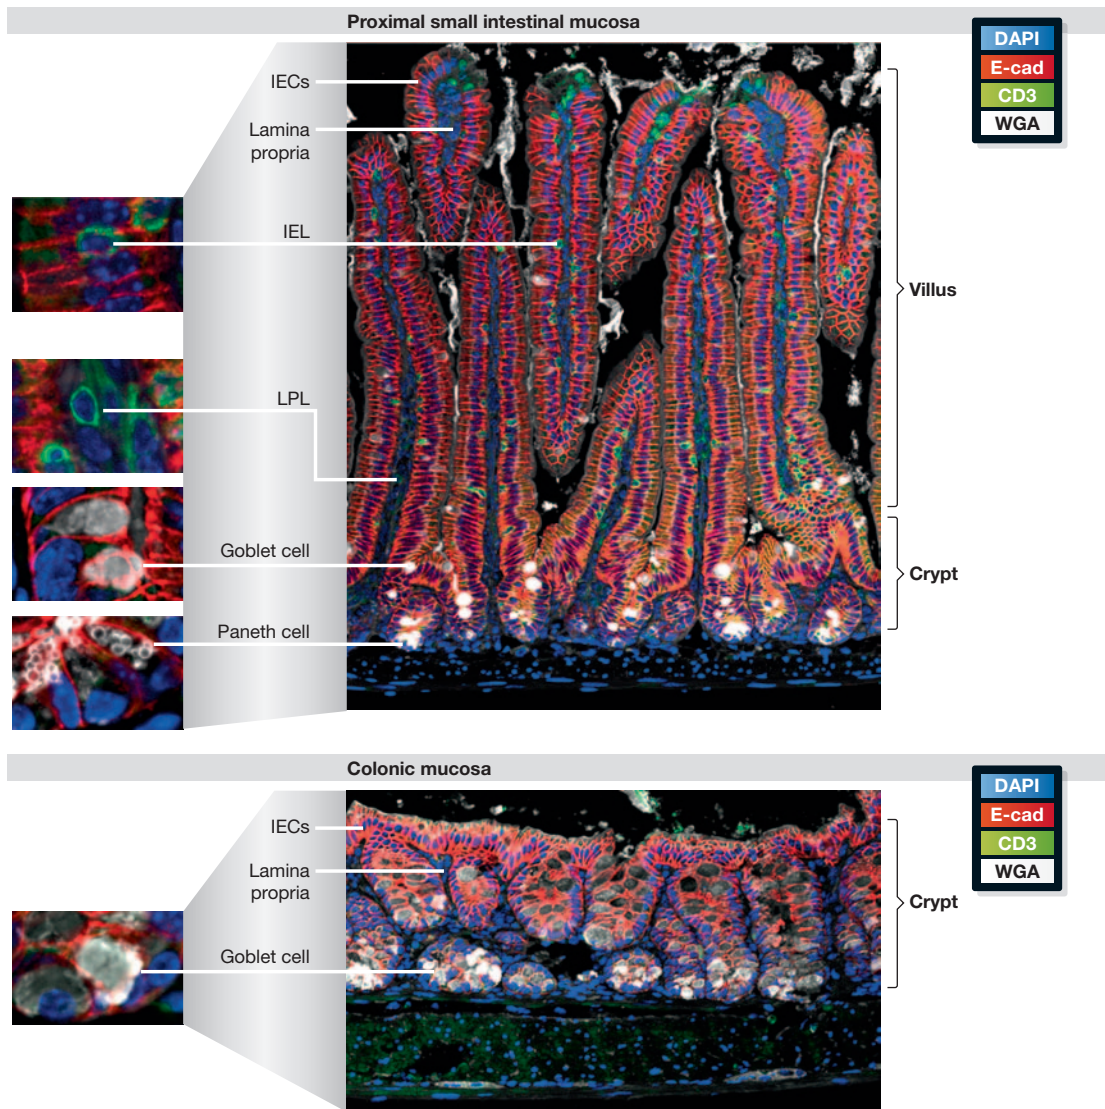 Proximal small intestinal mucosa
DAPI
E-cad
CD3
WGA
IECs
Lamina
propria
IEL
LPL
Goblet cell
Paneth cell
Villus
Crypt
Colonic mucosa
DAPI
E-cad
CD3
WGA
IECs
Lamina
propria
Goblet cell
Crypt